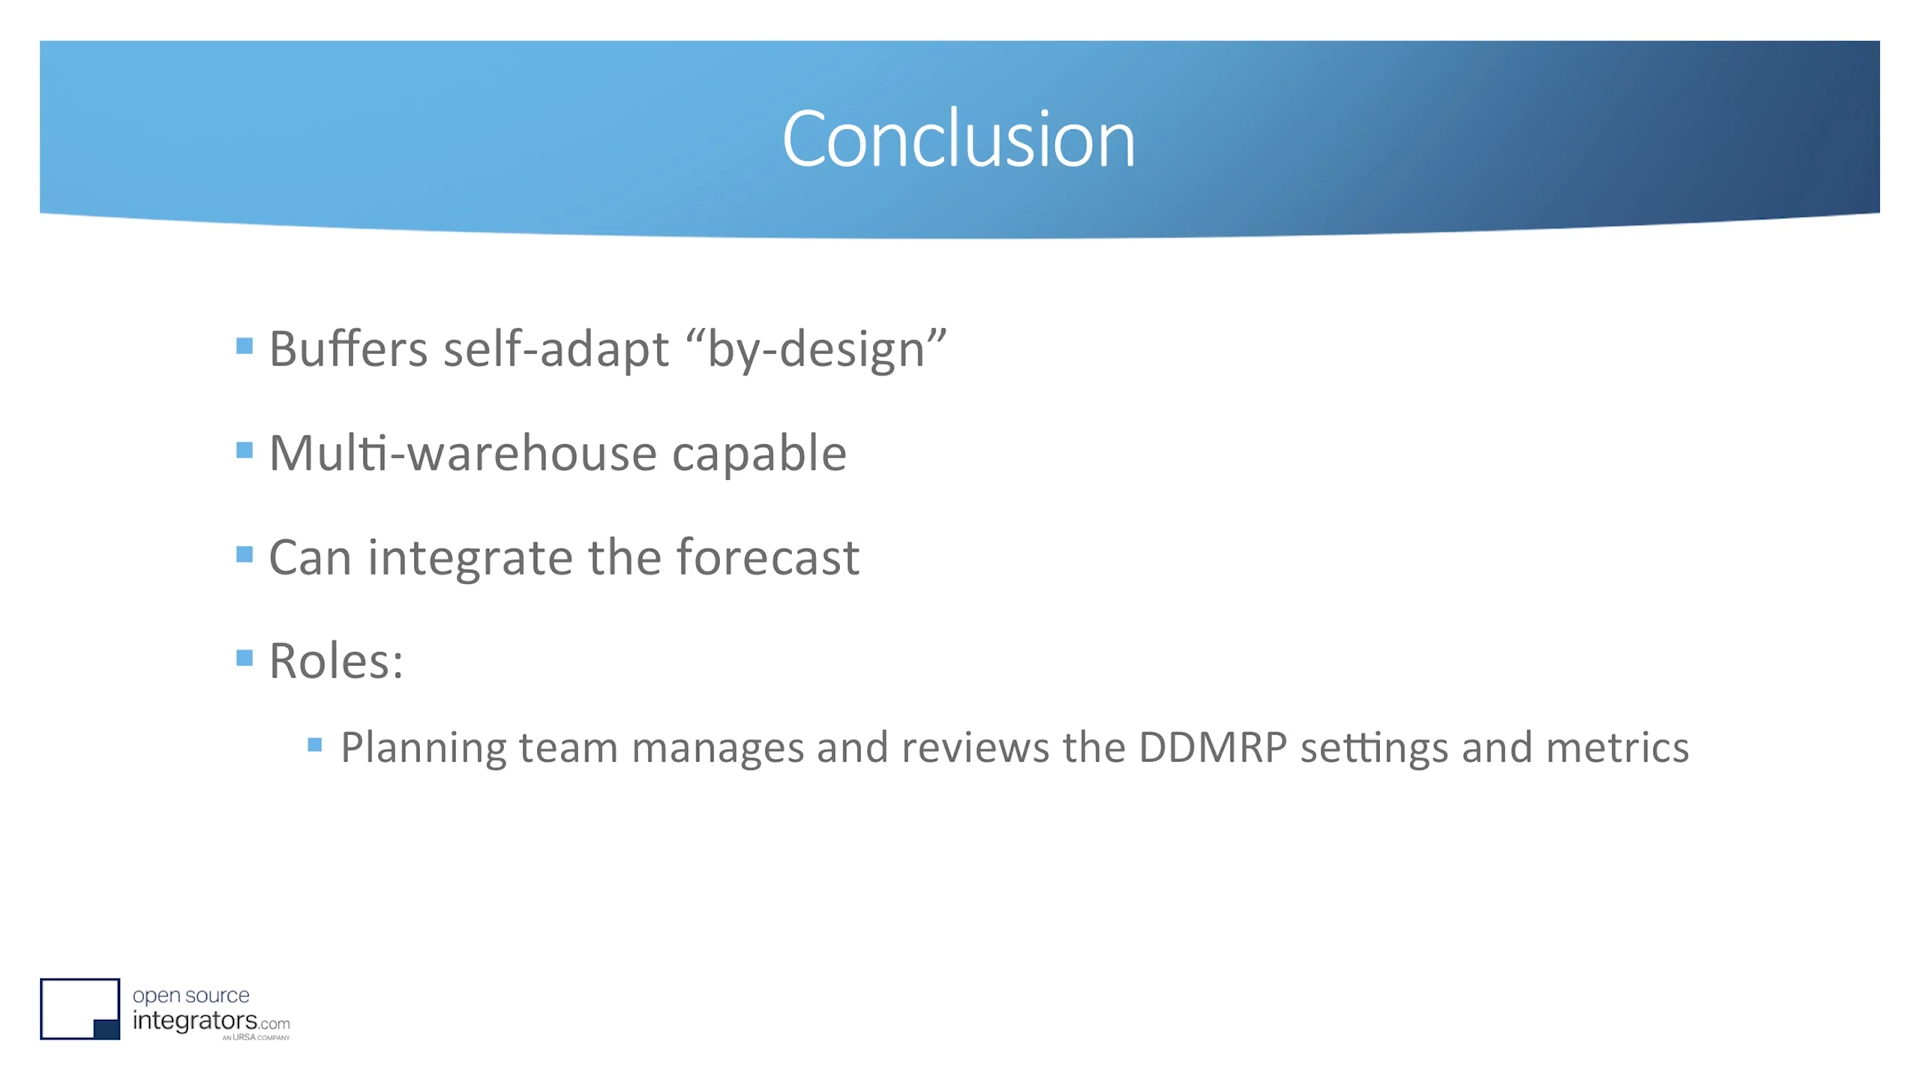 Conclusion
Buffers self-adapt “by-design”
Multi-warehouse capable
Can integrate the forecast
Roles:
Planning team manages and reviews the DDMRP settings and metrics
open source
integrators.com
AN URSA COMPANY